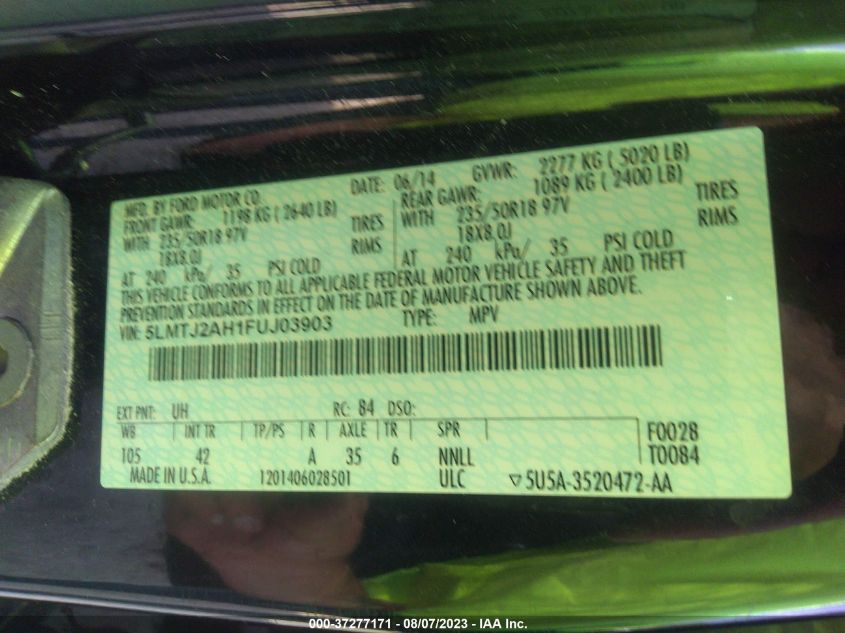 MFD. BY FORD MOTOR CO.
DATE: 06/14 GVWR: 2277 KG ( 5020 LB)
FRONT GAWR: 1198 KG ( 2640 LB) REAR GAWR: 1089 KG ( 2400 LB)
WITH 235/50R18 97V TIRES WITH 235/50R18 97V TIRES
18X8.0J RIMS 18X8.0J RIMS
AT 240 kPa/ 35 PSI COLD AT 240 kPa/ 35 PSI COLD
THIS VEHICLE CONFORMS TO ALL APPLICABLE FEDERAL MOTOR VEHICLE SAFETY AND THEFT
PREVENTION STANDARDS IN EFFECT ON THE DATE OF MANUFACTURE SHOWN ABOVE.
VIN: 5LMTJ2AH1FUJ03903 TYPE: MPV
EXT PNT: UH RC: 84 DSO:
WB INT TR TP/PS R AXLE TR SPR F0028
105 42 A 35 6 NNLL T0084
MADE IN U.S.A. 1201406028501 ULC ▽5U5A-3520472-AA
000-37277171 - 08/07/2023 - IAA Inc.